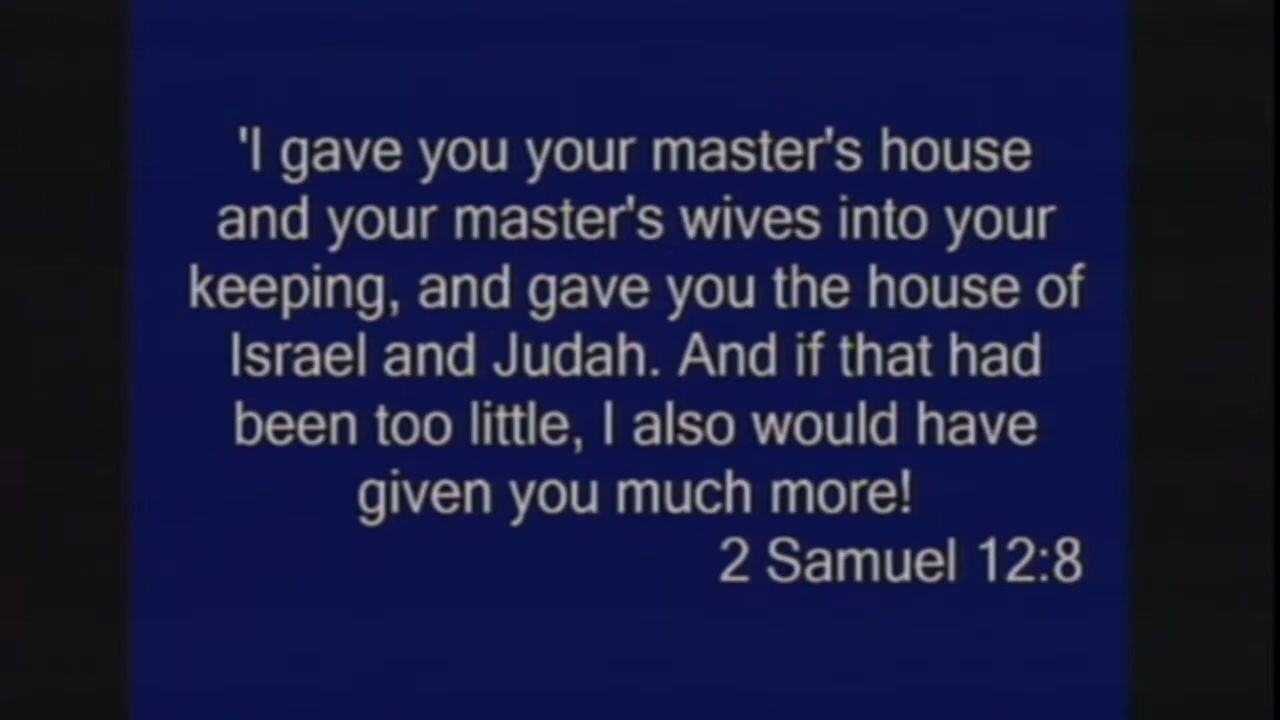 'I gave you your master's house
and your master's wives into your
keeping, and gave you the house of
Israel and Judah. And if that had
been too little, I also would have
given you much more!
2 Samuel 12:8